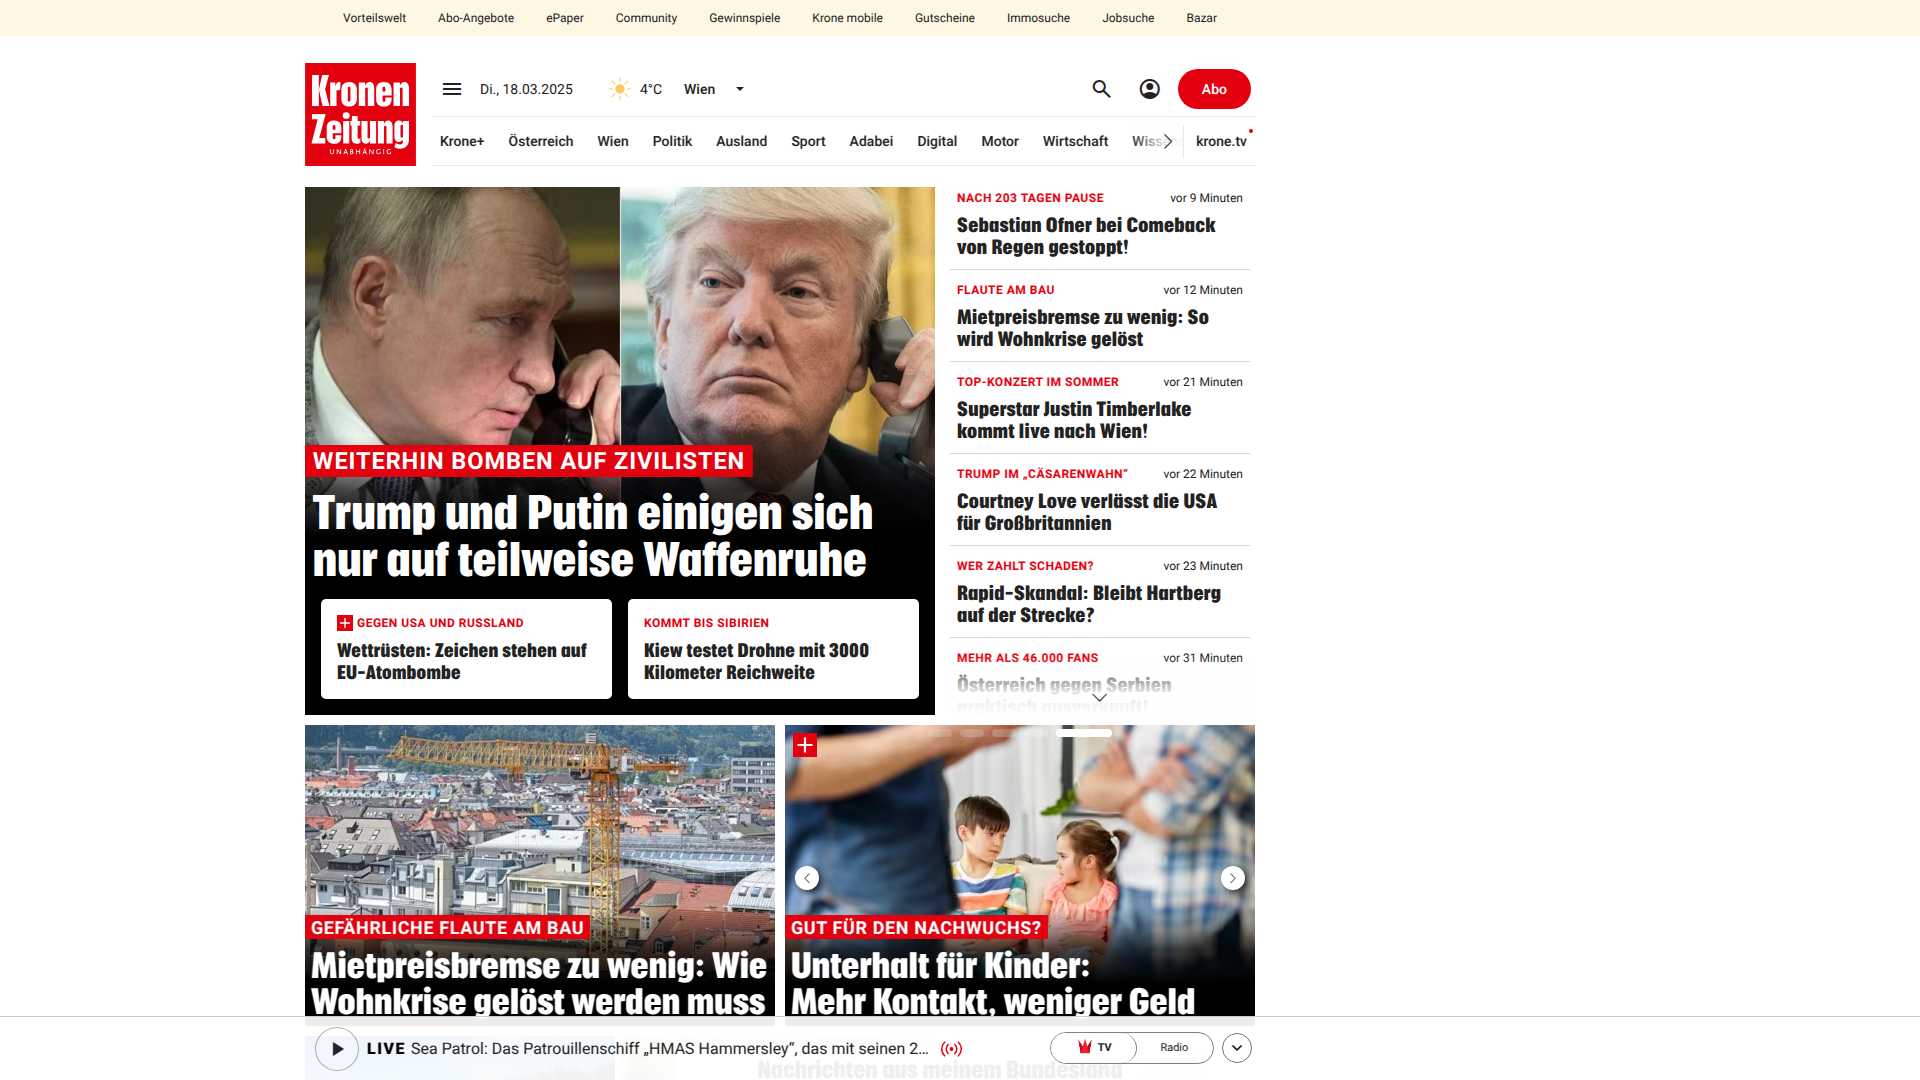 Vorteilswelt Abo-Angebote ePaper Community Gewinnspiele Krone mobile Gutscheine Immosuche Jobsuche Bazar
Kronen
Zeitung
UNABHÄNGIG
Di., 18.03.2025 4°C Wien Abo
Krone+ Österreich Wien Politik Ausland Sport Adabei Digital Motor Wirtschaft krone.tv
WEITERHIN BOMBEN AUF ZIVILISTEN
Trump und Putin einigen sich
nur auf teilweise Waffenruhe
GEGEN USA UND RUSSLAND
Wettrüsten: Zeichen stehen auf
EU-Atombombe
KOMMT BIS SIBIRIEN
Kiew testet Drohne mit 3000
Kilometer Reichweite
NACH 203 TAGEN PAUSE vor 9 Minuten
Sebastian Ofner bei Comeback
von Regen gestoppt!
FLAUTE AM BAU vor 12 Minuten
Mietpreisbremse zu wenig: So
wird Wohnkrise gelöst
TOP-KONZERT IM SOMMER vor 21 Minuten
Superstar Justin Timberlake
kommt live nach Wien!
TRUMP IM „CÄSARENWAHN“ vor 22 Minuten
Courtney Love verlässt die USA
für Großbritannien
WER ZAHLT SCHADEN? vor 23 Minuten
Rapid-Skandal: Bleibt Hartberg
auf der Strecke?
MEHR ALS 46.000 FANS vor 31 Minuten
Österreich gegen Serbien
praktisch ausverkauft!
GEFÄHRLICHE FLAUTE AM BAU
Mietpreisbremse zu wenig: Wie
Wohnkrise gelöst werden muss
GUT FÜR DEN NACHWUCHS?
Unterhalt für Kinder:
Mehr Kontakt, weniger Geld
LIVE Sea Patrol: Das Patrouillenschiff „HMAS Hammersley“, das mit seinen 2... TV Radio
Nachrichten aus meinem Bundesland